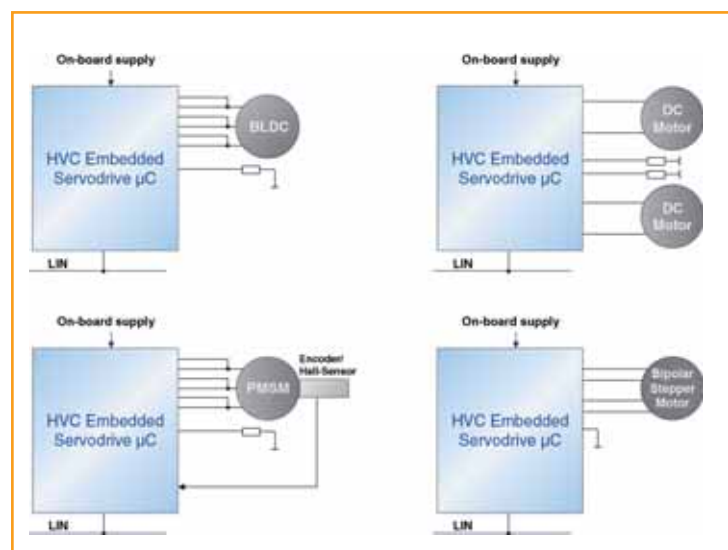 On-board supply
HVC Embedded
Servodrive µC
BLDC
LIN
On-board supply
HVC Embedded
Servodrive µC
DC
Motor
DC
Motor
LIN
On-board supply
HVC Embedded
Servodrive µC
PMSM
Encoder/
Hall-Sensor
LIN
On-board supply
HVC Embedded
Servodrive µC
Bipolar
Stepper
Motor
LIN